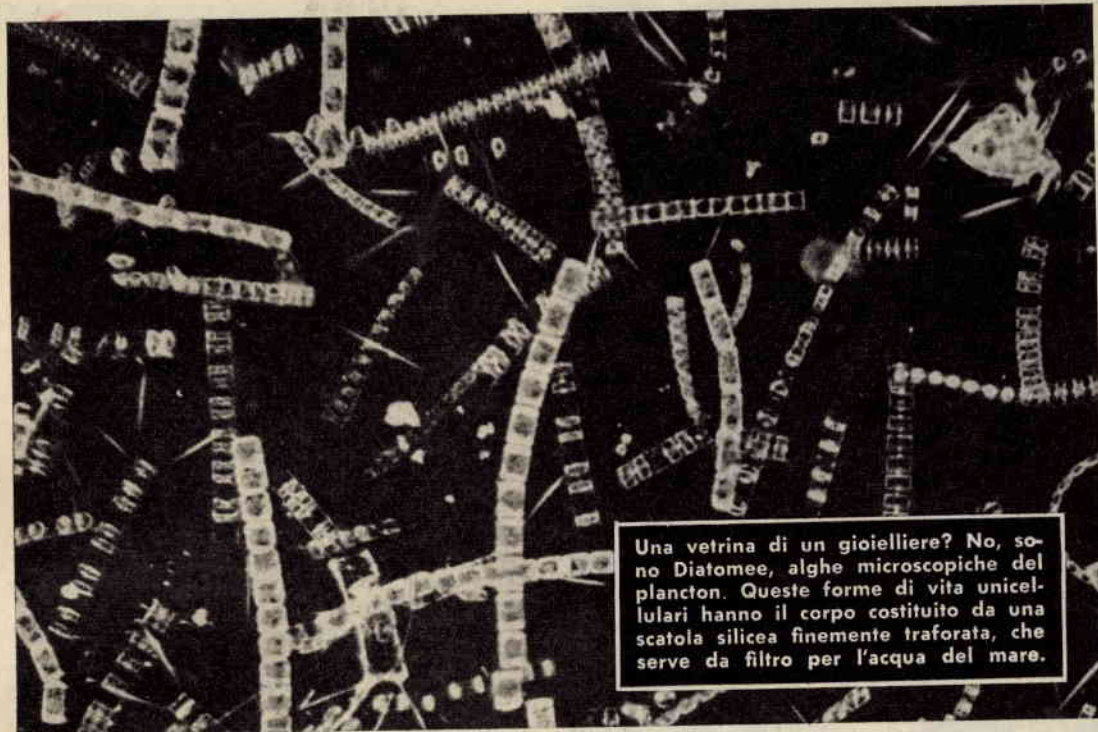 Una vetrina di un gioielliere? No, so-
no Diatomee, alghe microscopiche del
plancton. Queste forme di vita unicel-
lulari hanno il corpo costituito da una
scatola silicea finemente traforata, che
serve da filtro per l'acqua del mare.